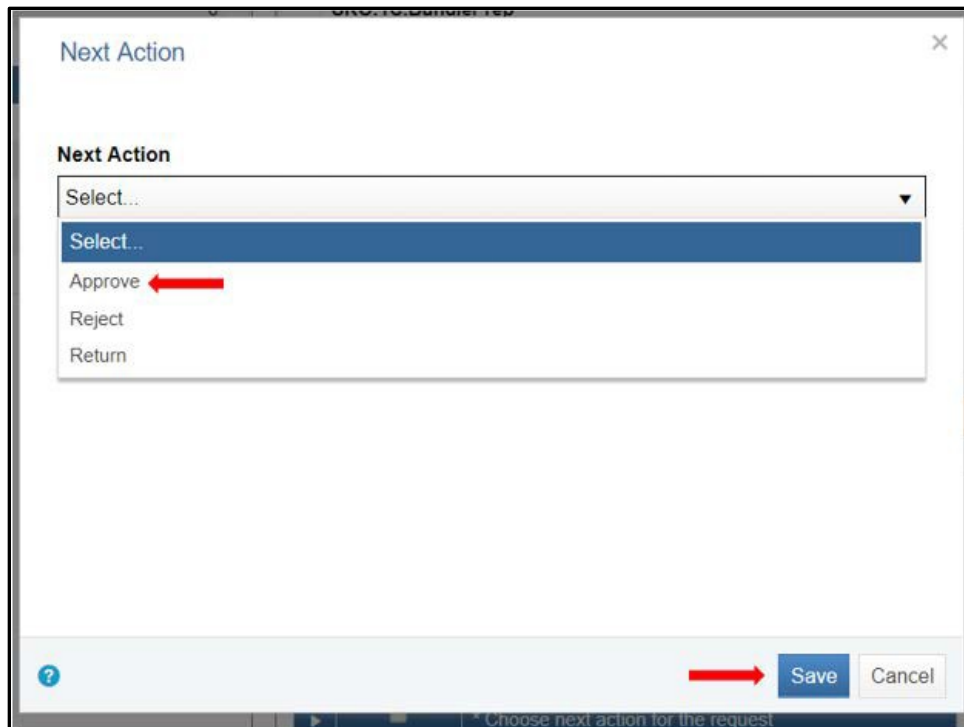 Next Action
×
Next Action
Select...
Select...
Approve
Reject
Return
?
Save Cancel
* Choose next action for the request